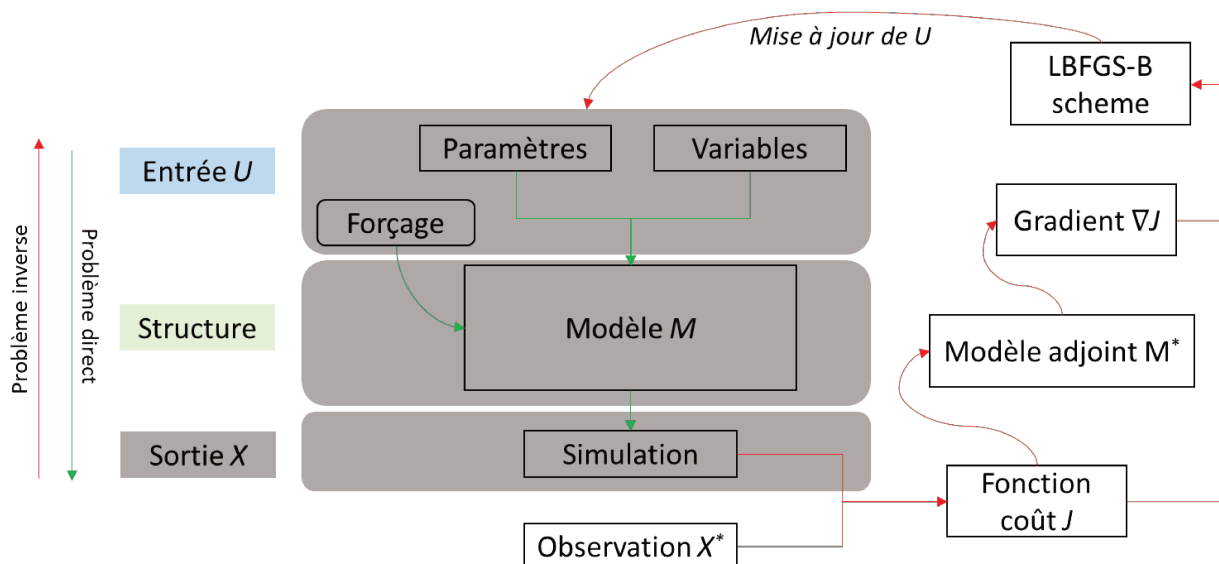 Mise à jour de U
LBFGS-B
scheme
Paramètres
Variables
Entrée U
Forçage
Gradient ∇J
Problème inverse
Problème direct
Structure
Modèle M
Modèle adjoint M*
Sortie X
Simulation
Fonction
coût J
Observation X*